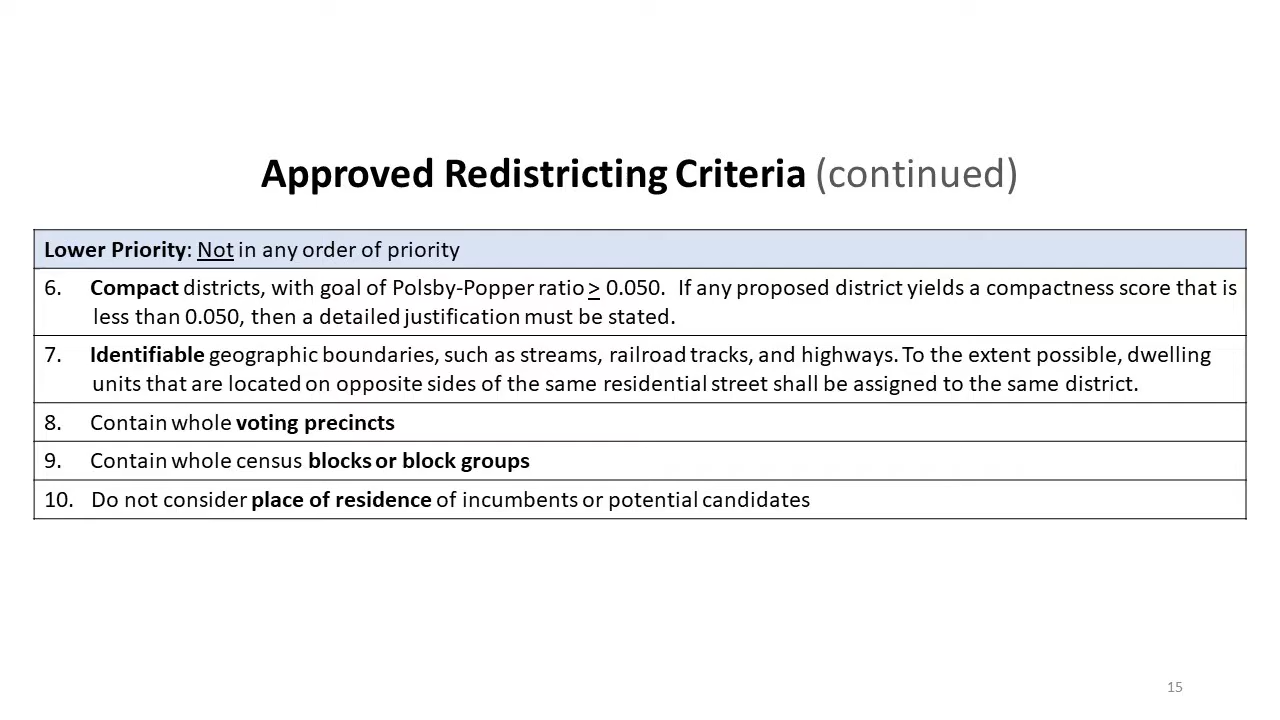 Approved Redistricting Criteria (continued)
Lower Priority: Not in any order of priority
6. Compact districts, with goal of Polsby-Popper ratio > 0.050. If any proposed district yields a compactness score that is
less than 0.050, then a detailed justification must be stated.
7. Identifiable geographic boundaries, such as streams, railroad tracks, and highways. To the extent possible, dwelling
units that are located on opposite sides of the same residential street shall be assigned to the same district.
8. Contain whole voting precincts
9. Contain whole census blocks or block groups
10. Do not consider place of residence of incumbents or potential candidates
15